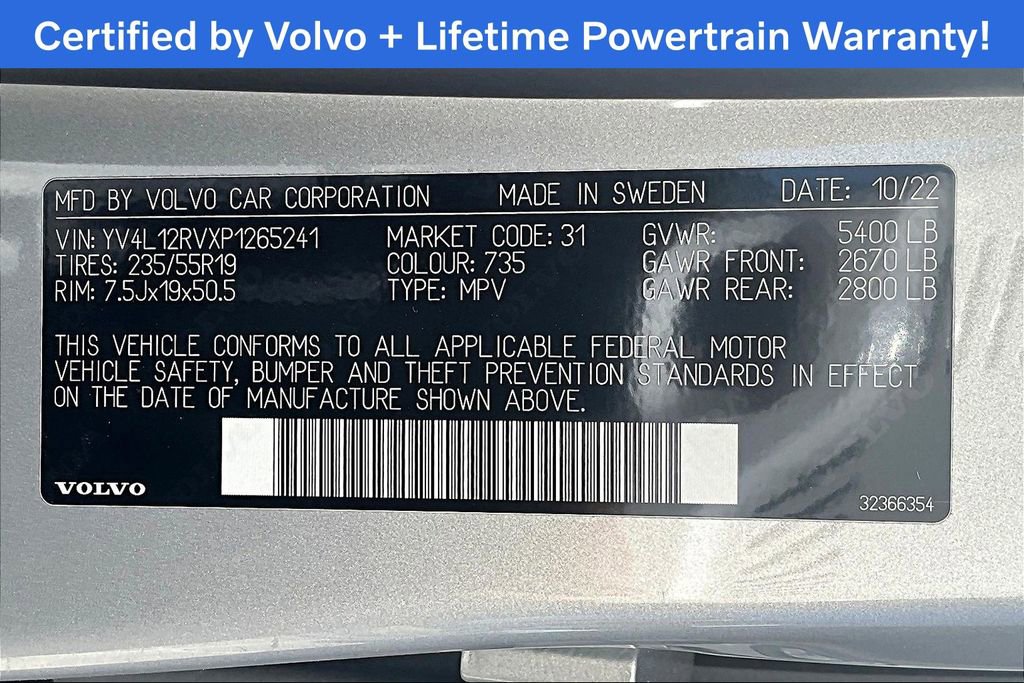 Certified by Volvo + Lifetime Powertrain Warranty!
MFD BY VOLVO CAR CORPORATION MADE IN SWEDEN DATE: 10/22
VIN: YV4L12RVXP1265241 MARKET CODE: 31 GVWR: 5400 LB
TIRES: 235/55R19 COLOUR: 735 GAWR FRONT: 2670 LB
RIM: 7.5Jx19x50.5 TYPE: MPV GAWR REAR: 2800 LB
THIS VEHICLE CONFORMS TO ALL APPLICABLE FEDERAL MOTOR
VEHICLE SAFETY, BUMPER AND THEFT PREVENTION STANDARDS IN EFFECT
ON THE DATE OF MANUFACTURE SHOWN ABOVE.
VOLVO
32366354